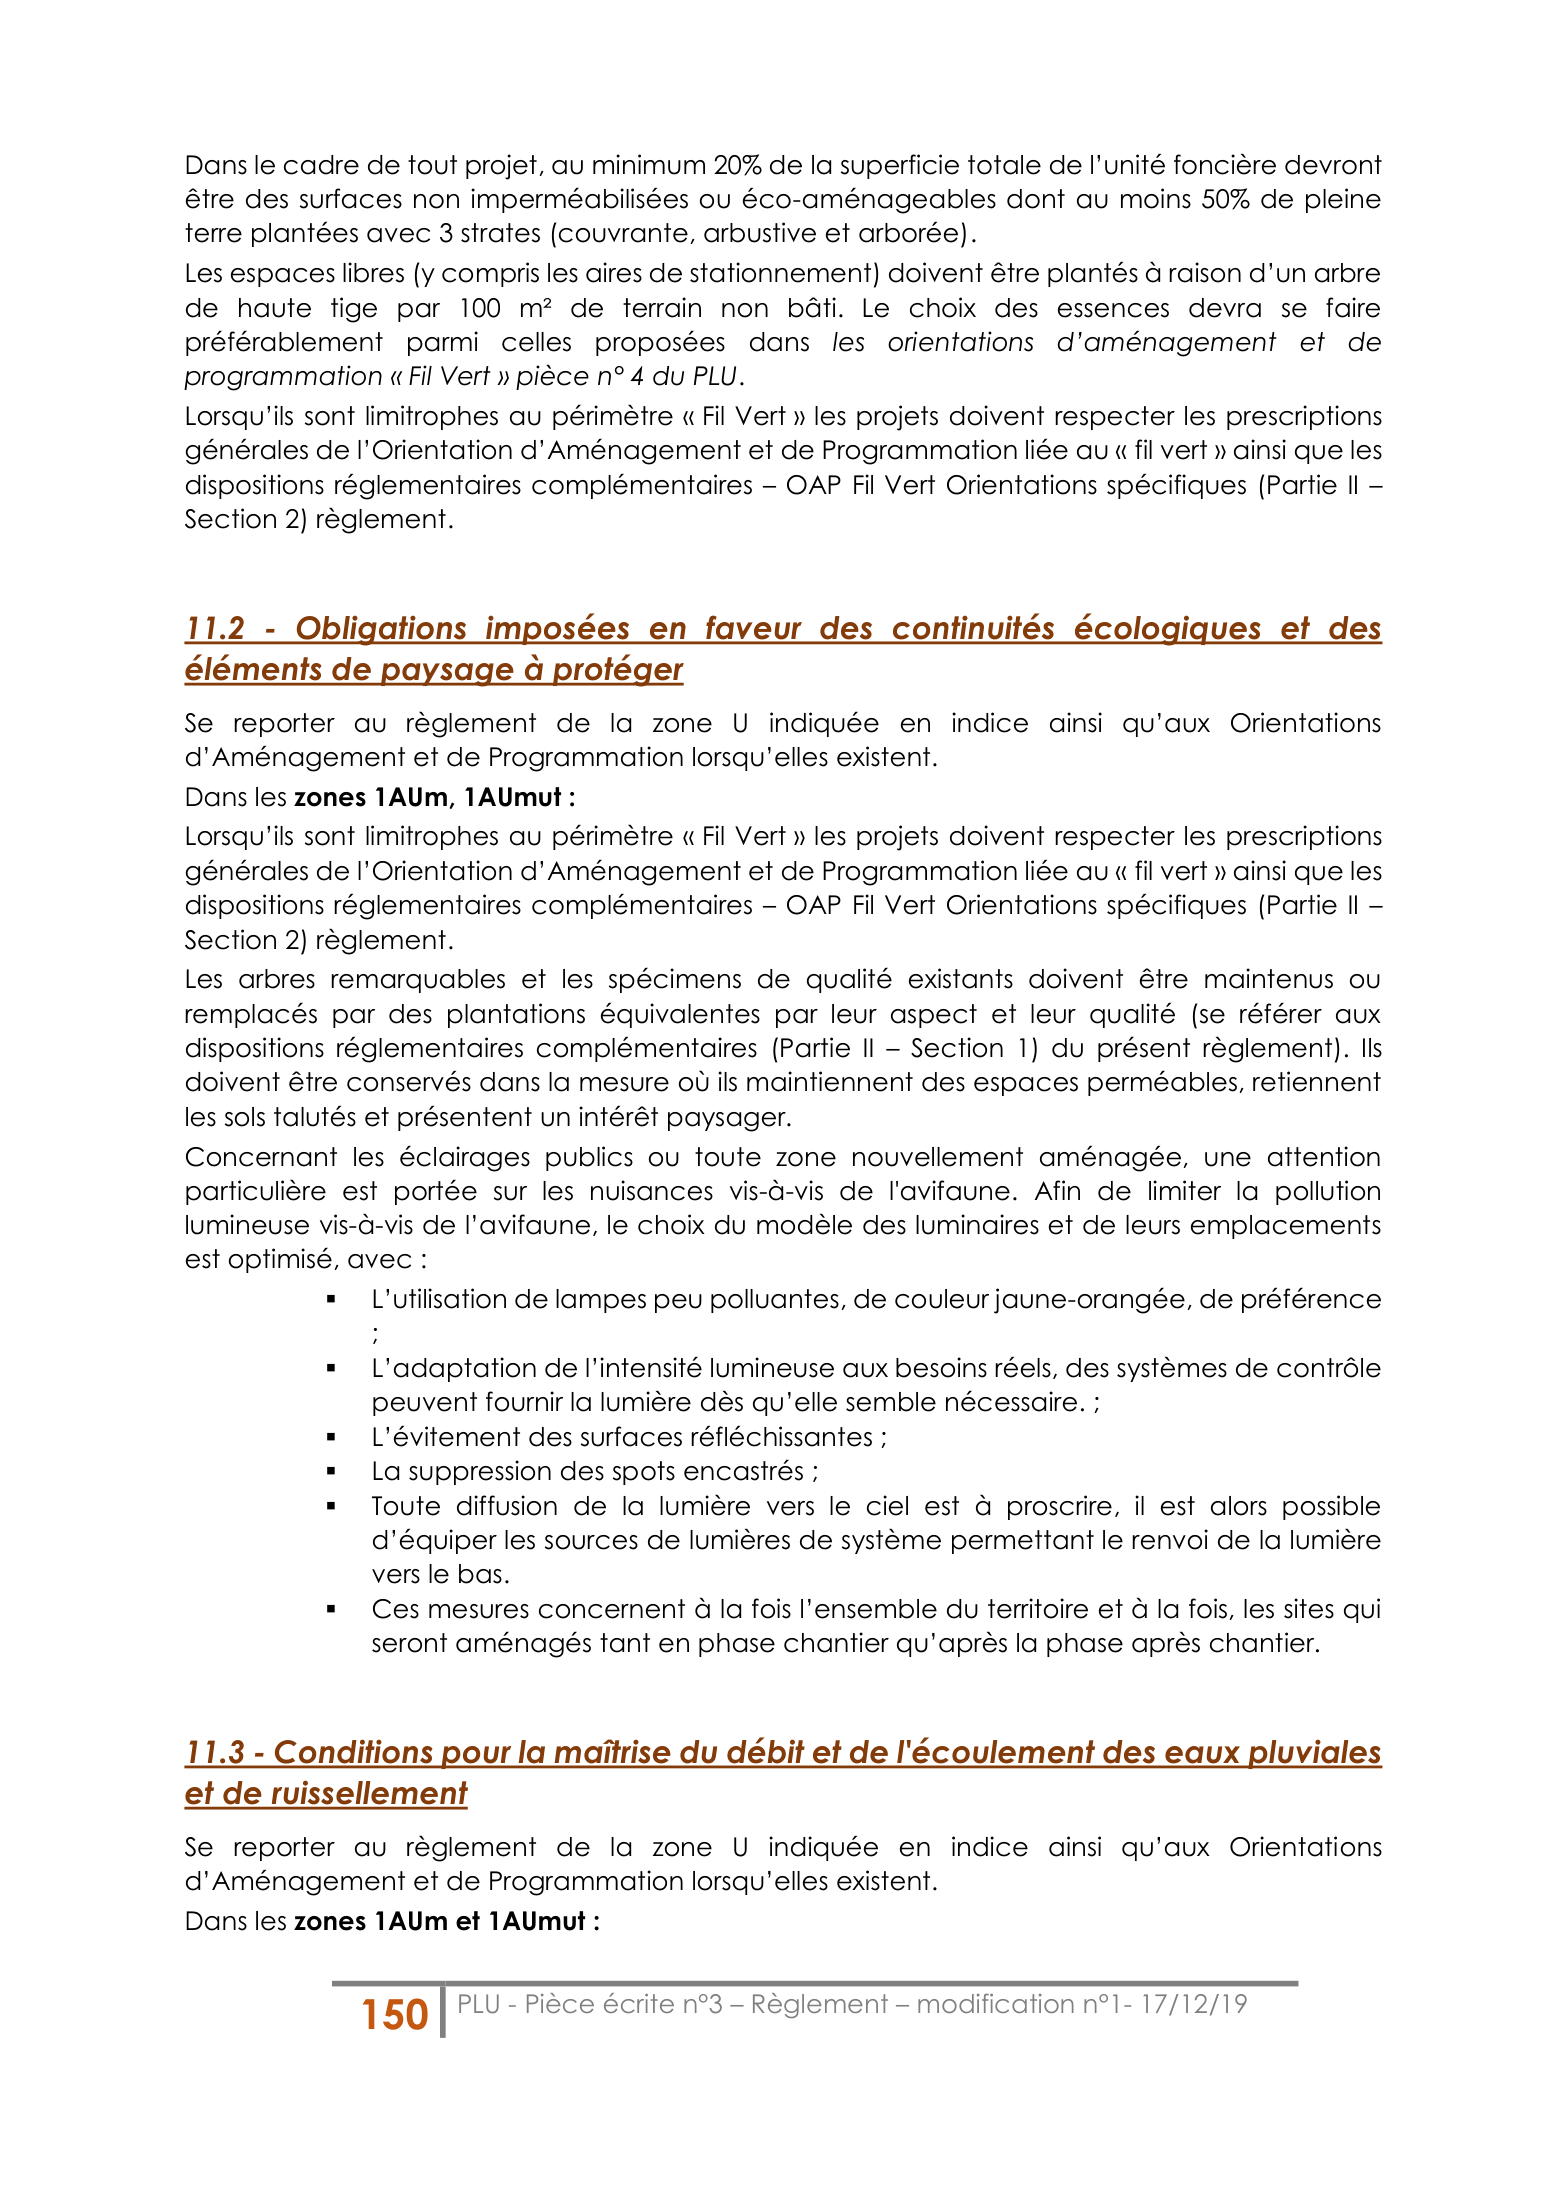 Dans le cadre de tout projet, au minimum 20% de la superficie totale de l’unité foncière devront
être des surfaces non imperméabilisées ou éco-aménageables dont au moins 50% de pleine
terre plantées avec 3 strates (couvrante, arbustive et arborée).
Les espaces libres (y compris les aires de stationnement) doivent être plantés à raison d’un arbre
de haute tige par 100 m² de terrain non bâti. Le choix des essences devra se faire
préférablement parmi celles proposées dans les orientations d’aménagement et de
programmation « Fil Vert » pièce n° 4 du PLU.
Lorsqu’ils sont limitrophes au périmètre « Fil Vert » les projets doivent respecter les prescriptions
générales de l’Orientation d’Aménagement et de Programmation liée au « fil vert » ainsi que les
dispositions réglementaires complémentaires – OAP Fil Vert Orientations spécifiques (Partie II –
Section 2) règlement.
11.2 - Obligations imposées en faveur des continuités écologiques et des
éléments de paysage à protéger
Se reporter au règlement de la zone U indiquée en indice ainsi qu’aux Orientations
d’Aménagement et de Programmation lorsqu’elles existent.
Dans les zones 1AUm, 1AUmut :
Lorsqu’ils sont limitrophes au périmètre « Fil Vert » les projets doivent respecter les prescriptions
générales de l’Orientation d’Aménagement et de Programmation liée au « fil vert » ainsi que les
dispositions réglementaires complémentaires – OAP Fil Vert Orientations spécifiques (Partie II –
Section 2) règlement.
Les arbres remarquables et les spécimens de qualité existants doivent être maintenus ou
remplacés par des plantations équivalentes par leur aspect et leur qualité (se référer aux
dispositions réglementaires complémentaires (Partie II – Section 1) du présent règlement). Ils
doivent être conservés dans la mesure où ils maintiennent des espaces perméables, retiennent
les sols talutés et présentent un intérêt paysager.
Concernant les éclairages publics ou toute zone nouvellement aménagée, une attention
particulière est portée sur les nuisances vis-à-vis de l'avifaune. Afin de limiter la pollution
lumineuse vis-à-vis de l’avifaune, le choix du modèle des luminaires et de leurs emplacements
est optimisé, avec :
▪ L’utilisation de lampes peu polluantes, de couleur jaune-orangée, de préférence
;
▪ L’adaptation de l’intensité lumineuse aux besoins réels, des systèmes de contrôle
peuvent fournir la lumière dès qu’elle semble nécessaire. ;
▪ L’évitement des surfaces réfléchissantes ;
▪ La suppression des spots encastrés ;
▪ Toute diffusion de la lumière vers le ciel est à proscrire, il est alors possible
d’équiper les sources de lumières de système permettant le renvoi de la lumière
vers le bas.
▪ Ces mesures concernent à la fois l’ensemble du territoire et à la fois, les sites qui
seront aménagés tant en phase chantier qu’après la phase après chantier.
11.3 - Conditions pour la maîtrise du débit et de l'écoulement des eaux pluviales
et de ruissellement
Se reporter au règlement de la zone U indiquée en indice ainsi qu’aux Orientations
d’Aménagement et de Programmation lorsqu’elles existent.
Dans les zones 1AUm et 1AUmut :
150 PLU - Pièce écrite n°3 – Règlement – modification n°1- 17/12/19